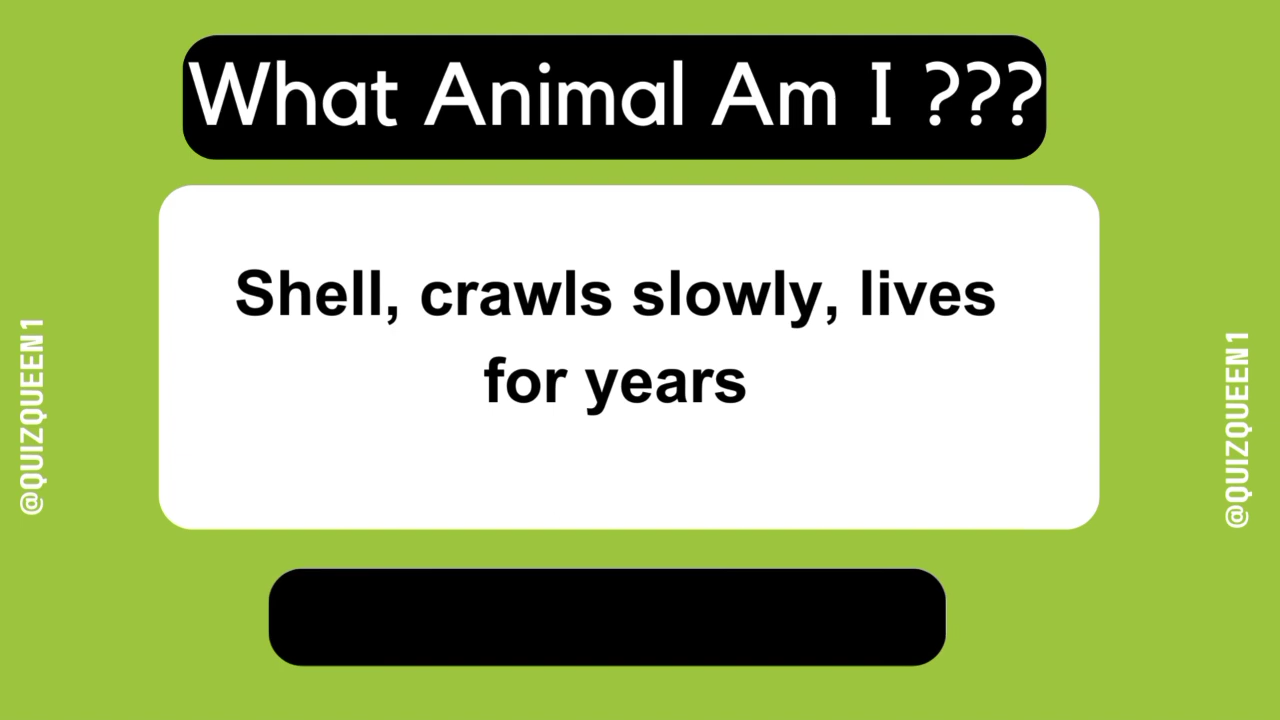 What Animal Am I ???
Shell, crawls slowly, lives
for years
@QUIZQUEEN1
@QUIZQUEEN1